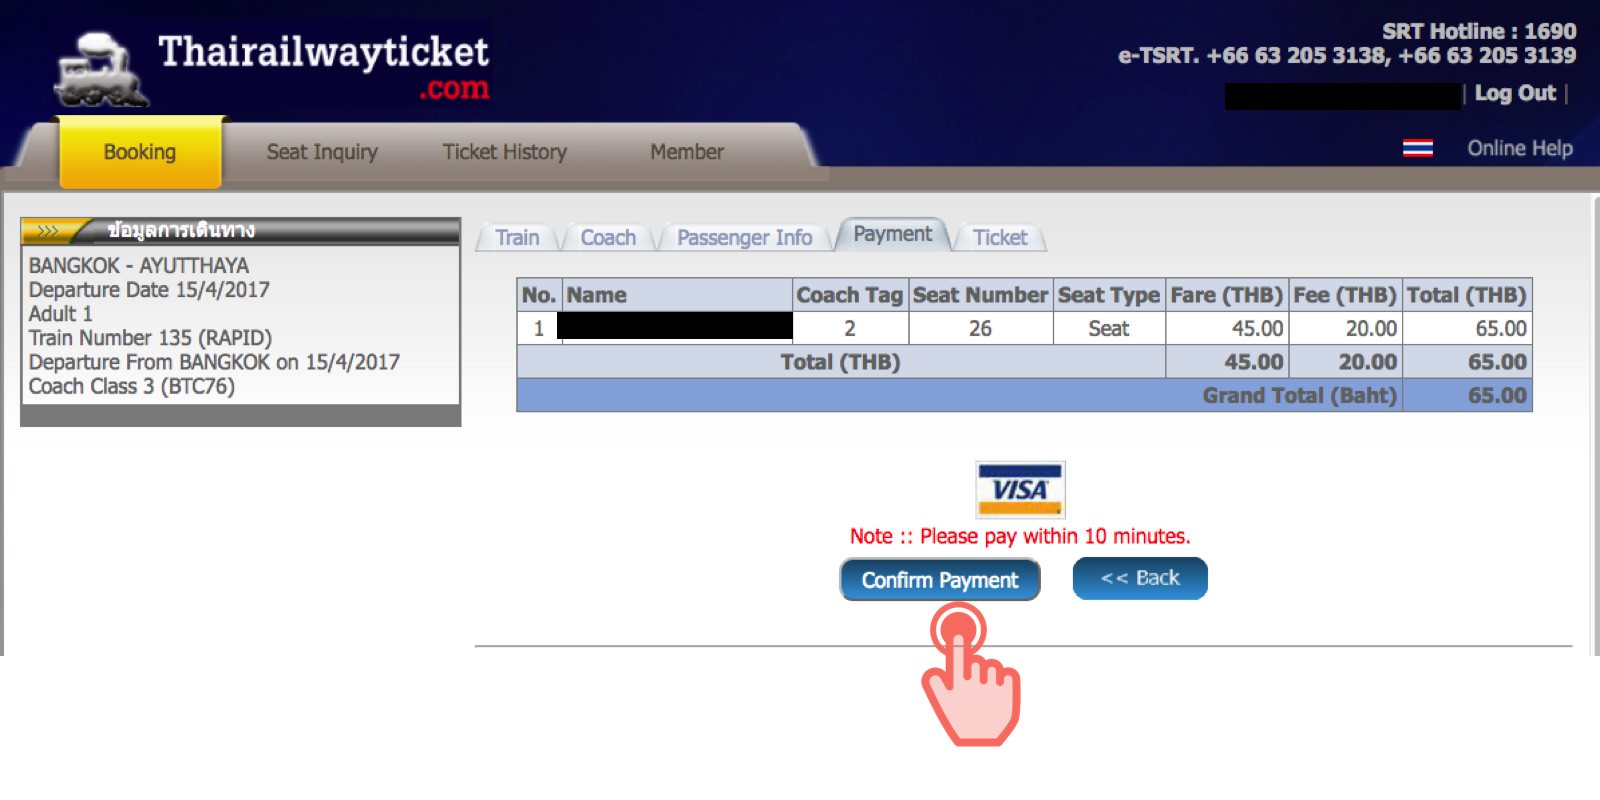 Thairailwayticket
.com
SRT Hotline : 1690
e-TSRT. +66 63 205 3138, +66 63 205 3139
| Log Out |
Booking Seat Inquiry Ticket History Member Online Help
>>> ข้อมูลการเดินทาง
BANGKOK - AYUTTHAYA
Departure Date 15/4/2017
Adult 1
Train Number 135 (RAPID)
Departure From BANGKOK on 15/4/2017
Coach Class 3 (BTC76)
Train Coach Passenger Info Payment Ticket
No. Name Coach Tag Seat Number Seat Type Fare (THB) Fee (THB) Total (THB)
1 2 26 Seat 45.00 20.00 65.00
Total (THB) 45.00 20.00 65.00
Grand Total (Baht) 65.00
VISA
Note :: Please pay within 10 minutes.
Confirm Payment << Back